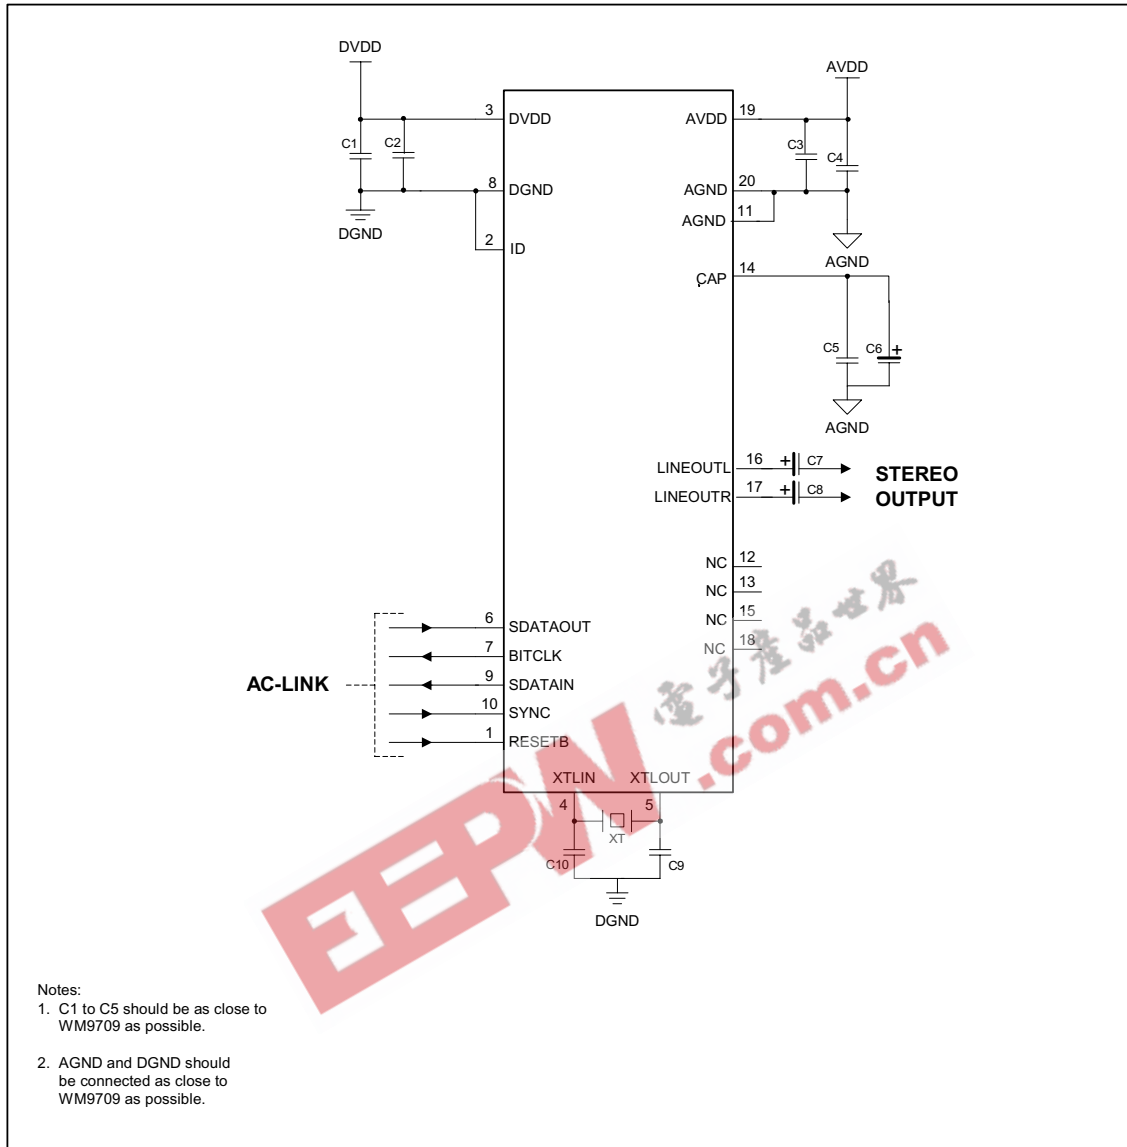 DVDD
AVDD
3 DVDD
AVDD 19
C1 C2
C3 C4
8 DGND
AGND 20
AGND 11
DGND
2 ID
AGND
CAP 14
C5 C6 +
AGND
LINEOUTL 16 + C7
LINEOUTR 17 + C8
STEREO
OUTPUT
NC 12
NC 13
NC 15
NC 18
AC-LINK
6 SDATAOUT
7 BITCLK
9 SDATAIN
10 SYNC
1 RESETB
XTLIN XTLOUT
4 5
XT
C10 C9
DGND
EEPW .com.cn
電子產品世界
Notes:
1. C1 to C5 should be as close to
WM9709 as possible.
2. AGND and DGND should
be connected as close to
WM9709 as possible.